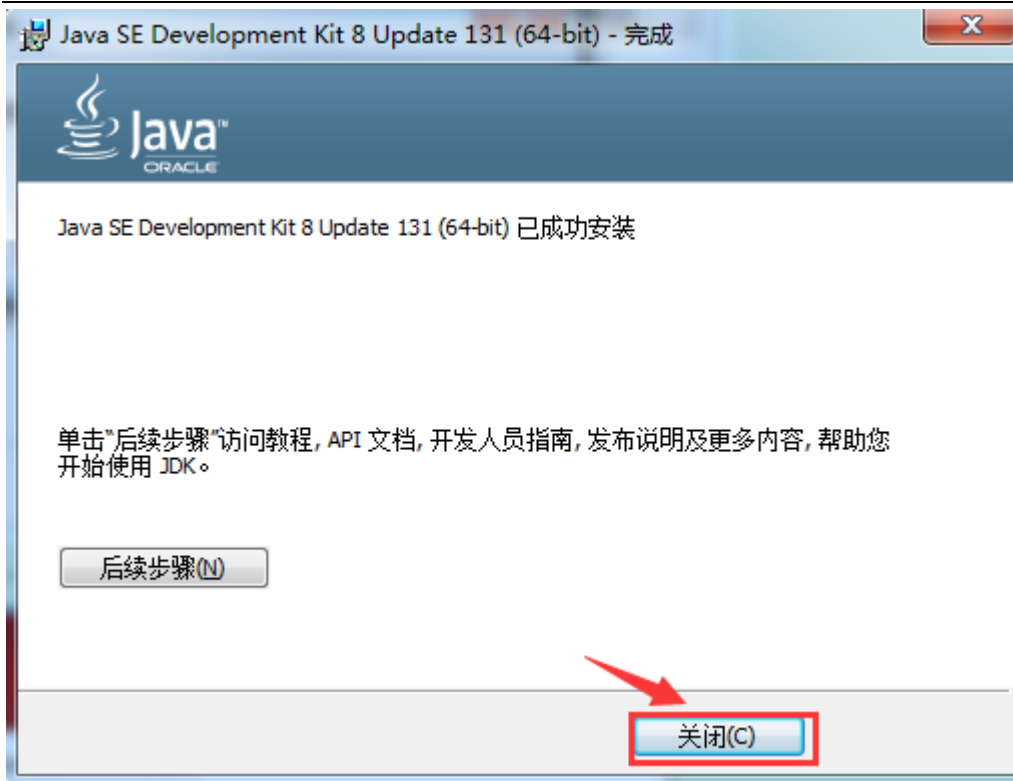 Java SE Development Kit 8 Update 131 (64-bit) - 完成
X
Java™
ORACLE
Java SE Development Kit 8 Update 131 (64-bit) 已成功安装
单击"后续步骤"访问教程, API 文档, 开发人员指南, 发布说明及更多内容, 帮助您
开始使用 JDK。
后续步骤(N)
关闭(C)